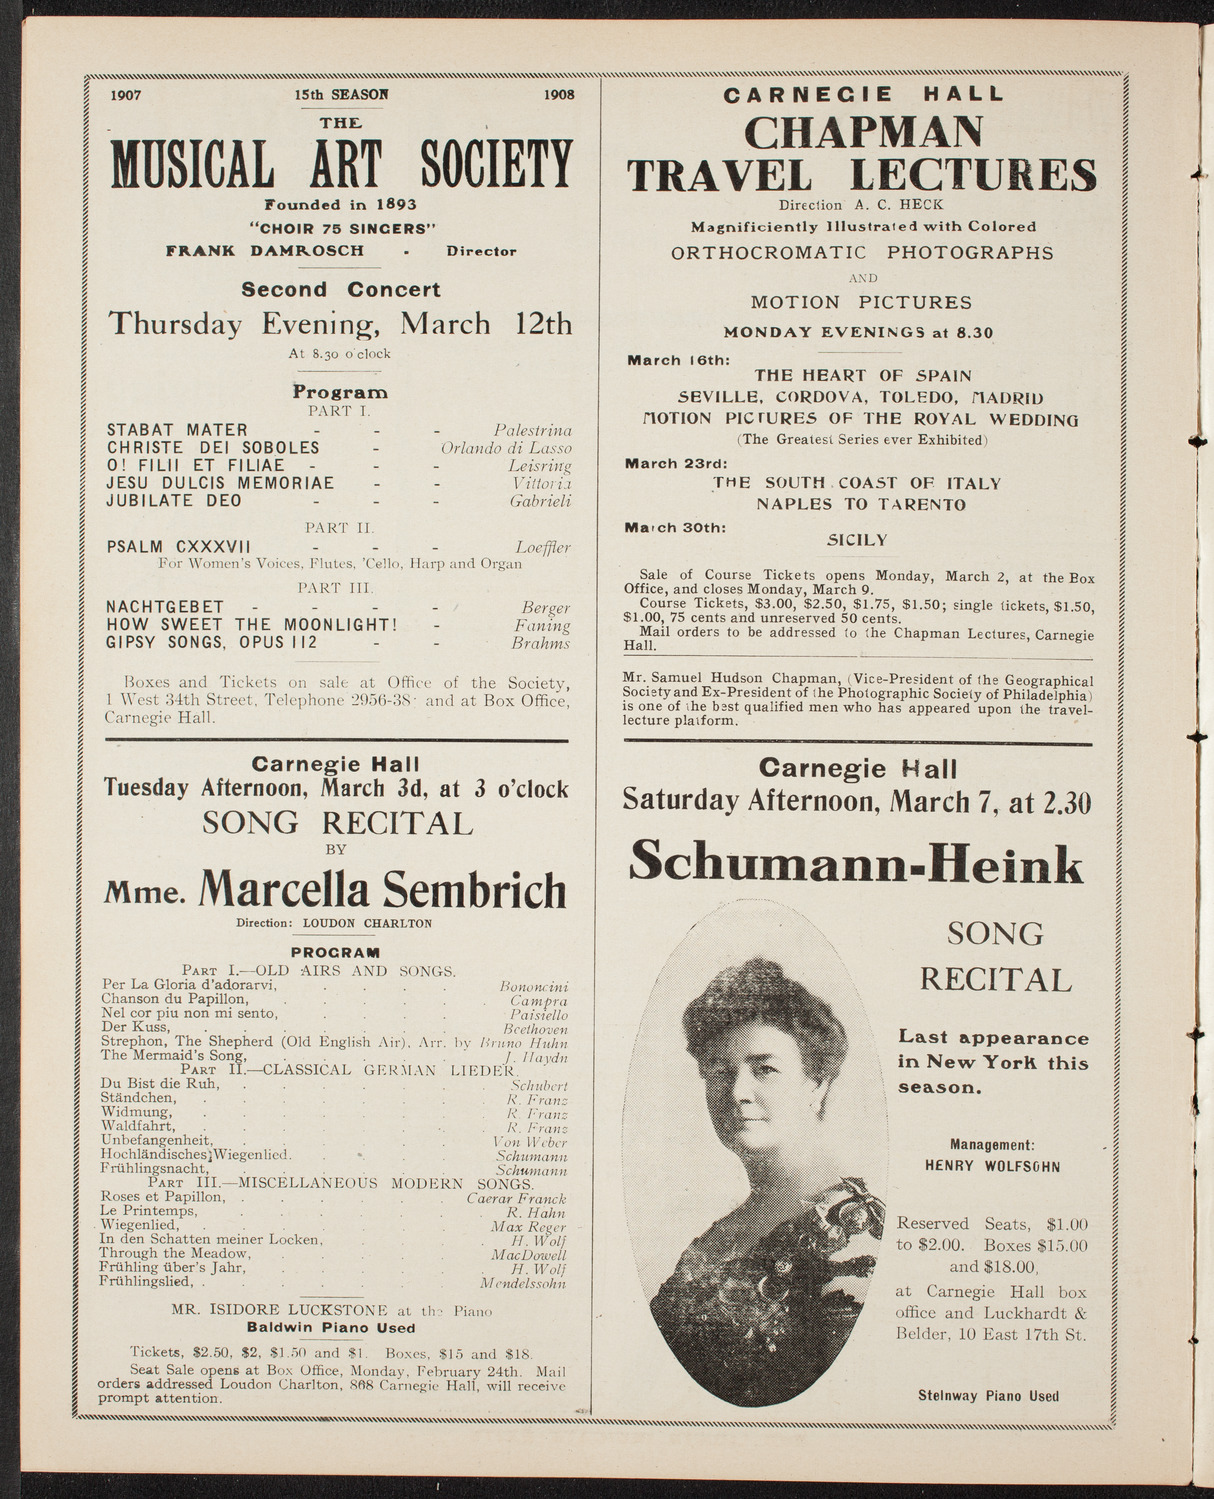 1907 15th SEASON 1908
THE
MUSICAL ART SOCIETY
Founded in 1893
"CHOIR 75 SINGERS"
FRANK DAMROSCH - Director
Second Concert
Thursday Evening, March 12th
At 8.30 o'clock
Program
PART I.
STABAT MATER - - - Palestrina
CHRISTE DEI SOBOLES - Orlando di Lasso
O! FILII ET FILIAE - - - Leisring
JESU DULCIS MEMORIAE - - Vittoria
JUBILATE DEO - - - Gabrieli
PART II.
PSALM CXXXVII - - - Loeffler
For Women's Voices, Flutes, 'Cello, Harp and Organ
PART III.
NACHTGEBET - - - - Berger
HOW SWEET THE MOONLIGHT! - Faning
GIPSY SONGS, OPUS 112 - - Brahms
Boxes and Tickets on sale at Office of the Society,
1 West 34th Street, Telephone 2956-38 and at Box Office,
Carnegie Hall.
Carnegie Hall
Tuesday Afternoon, March 3d, at 3 o'clock
SONG RECITAL
BY
Mme. Marcella Sembrich
Direction: LOUDON CHARLTON
PROGRAM
PART I.—OLD AIRS AND SONGS.
Per La Gloria d'adorarvi, . . . . Bononcini
Chanson du Papillon, . . . . . . Campra
Nel cor piu non mi sento, . . . . Paisiello
Der Kuss, . . . . . . . Beethoven
Strephon, The Shepherd (Old English Air), Arr. by Bruno Huhn
The Mermaid's Song, . . . . . . J. Haydn
PART II.—CLASSICAL GERMAN LIEDER.
Du Bist die Ruh, . . . . . . Schubert
Ständchen, . . . . . . . . R. Franz
Widmung, . . . . . . . . R. Franz
Waldfahrt, . . . . . . . . R. Franz
Unbefangenheit, . . . . . . Von Weber
Hochländisches Wiegenlied. . . . . Schumann
Frühlingsnacht, . . . . . . . Schumann
PART III.—MISCELLANEOUS MODERN SONGS.
Roses et Papillon, . . . . . . Caerar Franck
Le Printemps, . . . . . . . R. Hahn
Wiegenlied, . . . . . . . Max Reger
In den Schatten meiner Locken, . . . . H. Wolf
Through the Meadow, . . . . . MacDowell
Frühling über's Jahr, . . . . . . H. Wolf
Frühlingslied, . . . . . . . Mendelssohn
MR. ISIDORE LUCKSTONE at the Piano
Baldwin Piano Used
Tickets, $2.50, $2, $1.50 and $1. Boxes, $15 and $18.
Seat Sale opens at Box Office, Monday, February 24th. Mail
orders addressed Loudon Charlton, 868 Carnegie Hall, will receive
prompt attention.
CARNEGIE HALL
CHAPMAN
TRAVEL LECTURES
Direction A. C. HECK
Magnificiently Illustrated with Colored
ORTHOCROMATIC PHOTOGRAPHS
AND
MOTION PICTURES
MONDAY EVENINGS at 8.30
March 16th:
THE HEART OF SPAIN
SEVILLE, CORDOVA, TOLEDO, MADRID
MOTION PICTURES OF THE ROYAL WEDDING
(The Greatest Series ever Exhibited)
March 23rd:
THE SOUTH COAST OF ITALY
NAPLES TO TARENTO
March 30th:
SICILY
Sale of Course Tickets opens Monday, March 2, at the Box
Office, and closes Monday, March 9.
Course Tickets, $3.00, $2.50, $1.75, $1.50; single tickets, $1.50,
$1.00, 75 cents and unreserved 50 cents.
Mail orders to be addressed to the Chapman Lectures, Carnegie
Hall.
Mr. Samuel Hudson Chapman, (Vice-President of the Geographical
Society and Ex-President of the Photographic Society of Philadelphia)
is one of the best qualified men who has appeared upon the travel-
lecture platform.
Carnegie Hall
Saturday Afternoon, March 7, at 2.30
Schumann-Heink
SONG
RECITAL
Last appearance
in New York this
season.
Management:
HENRY WOLFSOHN
Reserved Seats, $1.00
to $2.00. Boxes $15.00
and $18.00,
at Carnegie Hall box
office and Luckhardt &
Belder, 10 East 17th St.
Steinway Piano Used